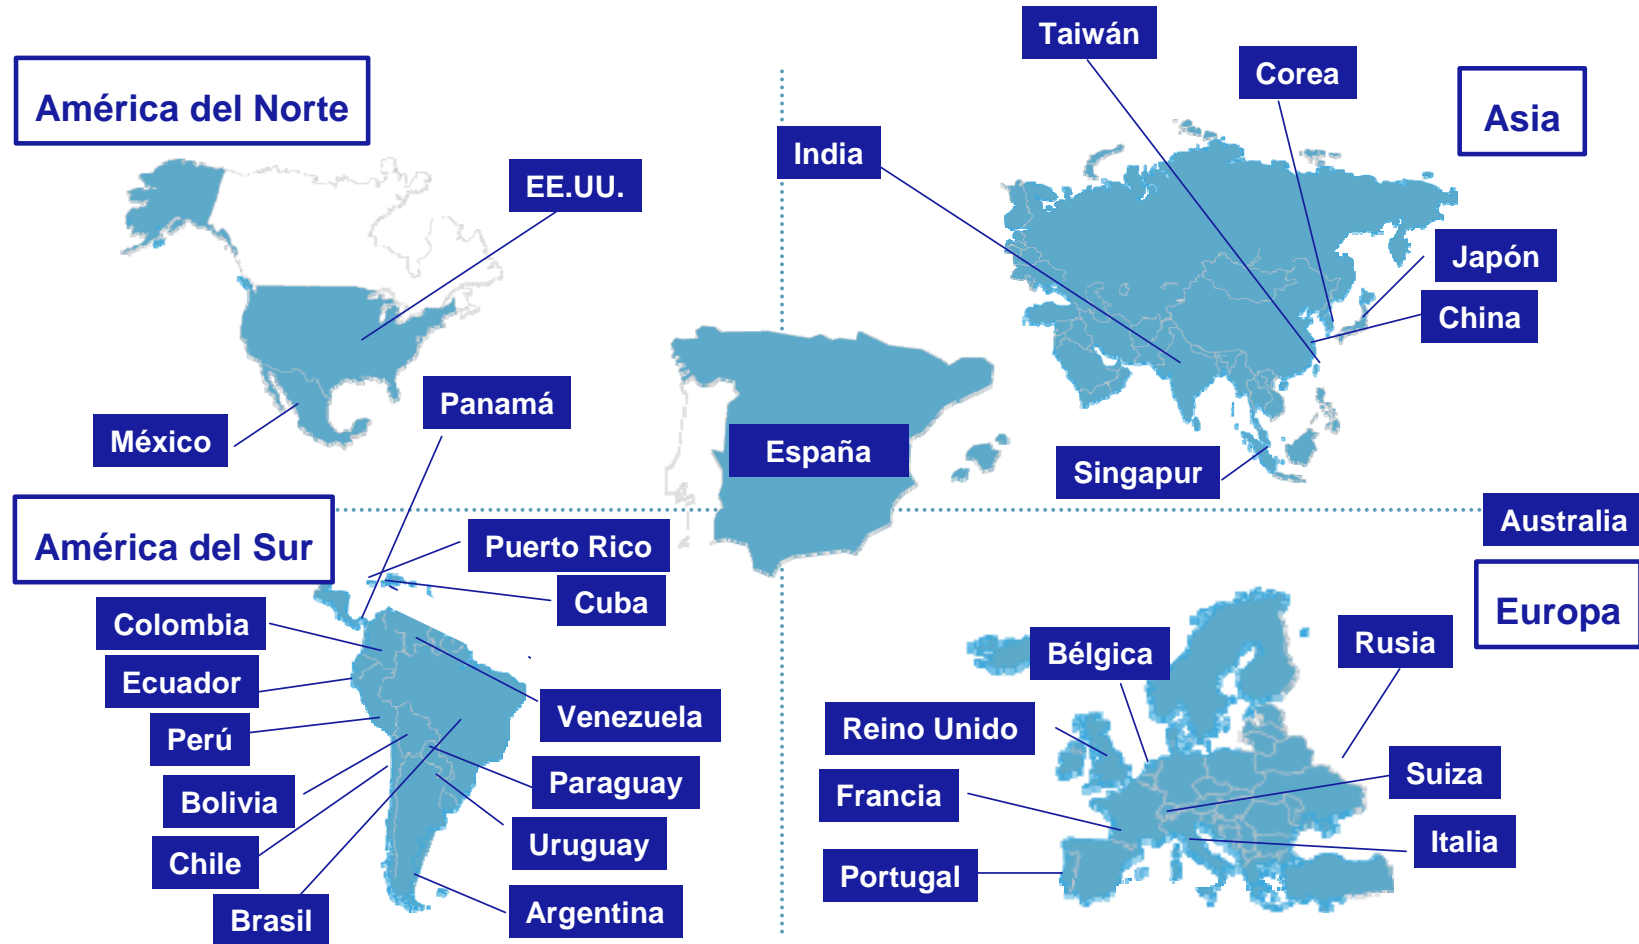 América del Norte
EE.UU.
México
Panamá
España
Taiwán
Corea
Asia
India
Japón
China
Singapur
Australia
América del Sur
Puerto Rico
Cuba
Colombia
Ecuador
Perú
Bolivia
Chile
Brasil
Venezuela
Paraguay
Uruguay
Argentina
Europa
Bélgica
Rusia
Reino Unido
Francia
Portugal
Suiza
Italia